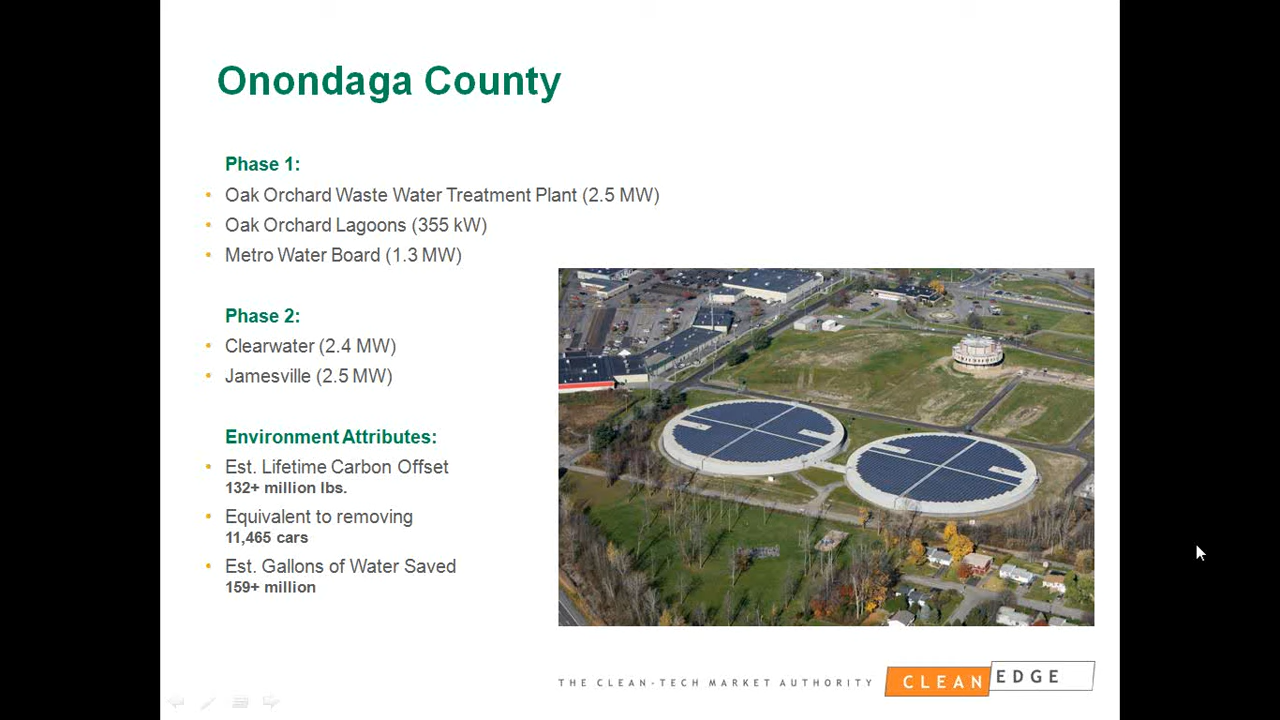 Onondaga County
Phase 1:
• Oak Orchard Waste Water Treatment Plant (2.5 MW)
• Oak Orchard Lagoons (355 kW)
• Metro Water Board (1.3 MW)
Phase 2:
• Clearwater (2.4 MW)
• Jamesville (2.5 MW)
Environment Attributes:
• Est. Lifetime Carbon Offset
132+ million lbs.
• Equivalent to removing
11,465 cars
• Est. Gallons of Water Saved
159+ million
THE CLEAN-TECH MARKET AUTHORITY CLEAN EDGE